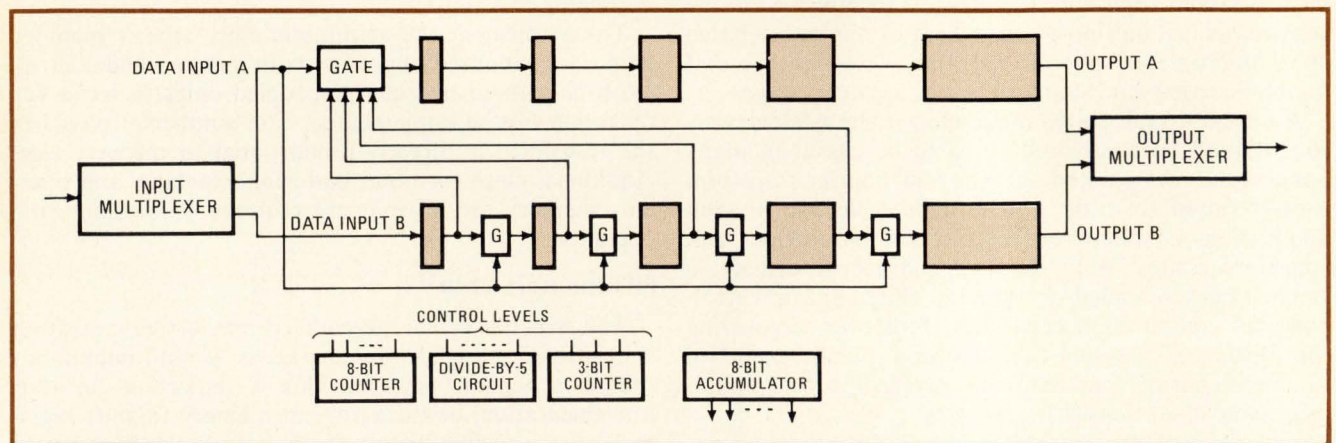 DATA INPUT A
GATE
OUTPUT A
INPUT
MULTIPLEXER
OUTPUT
MULTIPLEXER
DATA INPUT B
G
G
G
G
OUTPUT B
CONTROL LEVELS
8-BIT
COUNTER
DIVIDE-BY-5
CIRCUIT
3-BIT
COUNTER
8-BIT
ACCUMULATOR